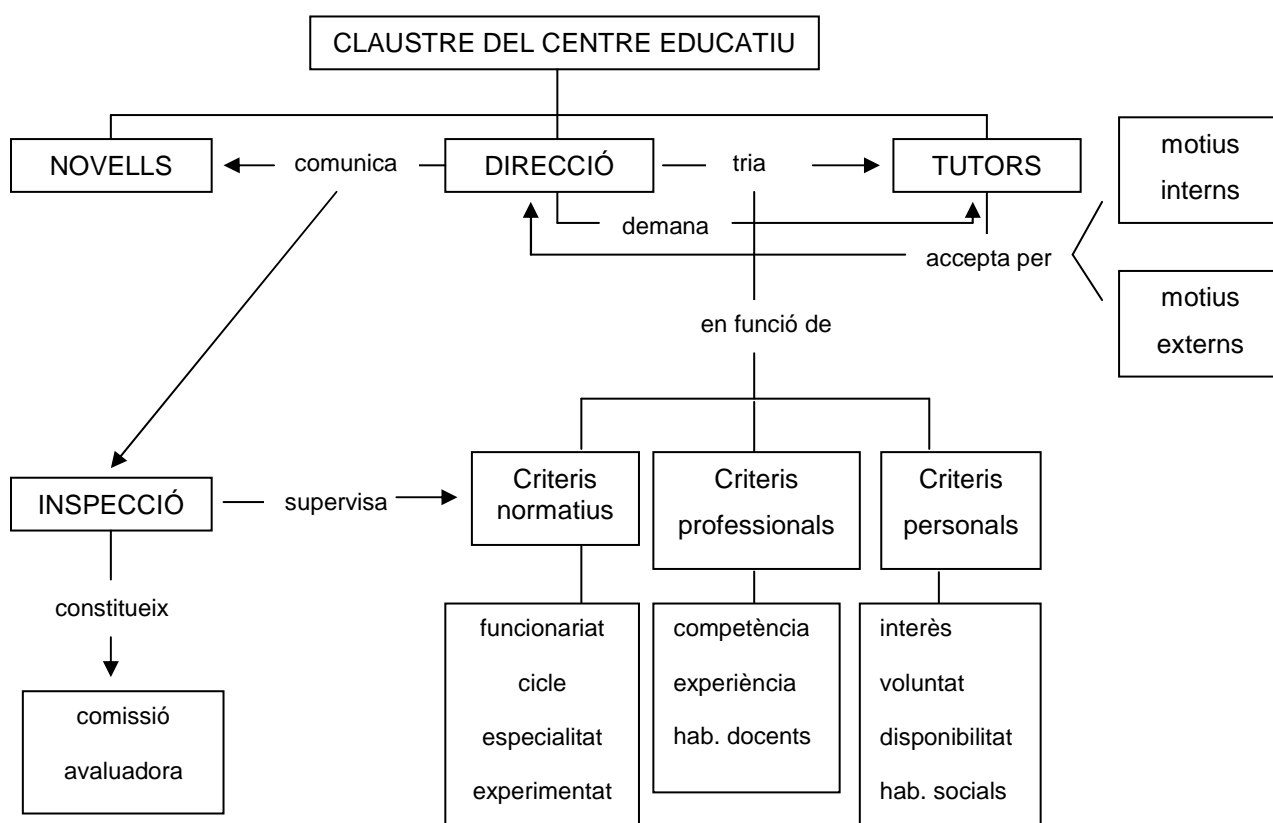 CLAUSTRE DEL CENTRE EDUCATIU
NOVELLS
comunica
DIRECCIÓ
tria
TUTORS
motius
interns
demana
accepta per
motius
externs
en funció de
INSPECCIÓ
supervisa
Criteris
normatius
Criteris
professionals
Criteris
personals
constitueix
comissió
avaluadora
funcionariat
cicle
especialitat
experimentat
competència
experiència
hab. docents
interès
voluntat
disponibilitat
hab. socials